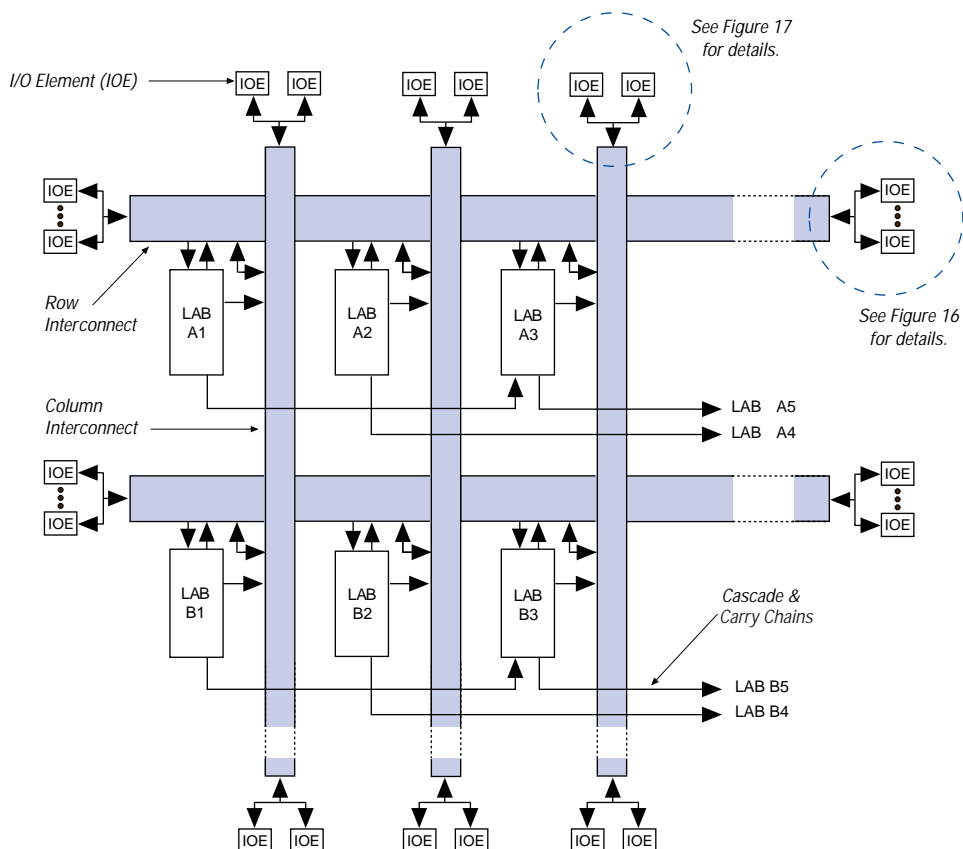 See Figure 17
for details.
I/O Element (IOE)
IOE IOE IOE IOE IOE IOE
IOE IOE
IOE IOE
Row
Interconnect
LAB
A1
LAB
A2
LAB
A3
See Figure 16
for details.
Column
Interconnect
LAB A5
LAB A4
IOE IOE
IOE IOE
LAB
B1
LAB
B2
LAB
B3
Cascade &
Carry Chains
LAB B5
LAB B4
IOE IOE IOE IOE IOE IOE